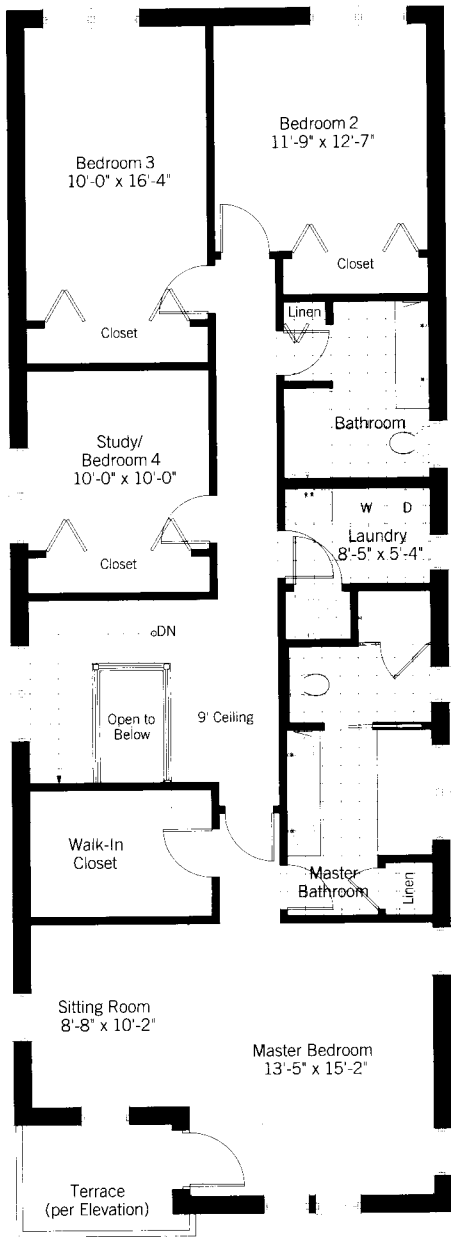 Bedroom 2
11'-9" x 12'-7"
Bedroom 3
10'-0" x 16'-4"
Closet
Linen
Closet
Bathroom
Study/
Bedroom 4
10'-0" x 10'-0"
W D
Laundry
8'-5" x 5'-4"
Closet
DN
Open to
Below
9' Ceiling
Walk-In
Closet
Master
Bathroom
Linen
Sitting Room
8'-8" x 10'-2"
Master Bedroom
13'-5" x 15'-2"
Terrace
(per Elevation)